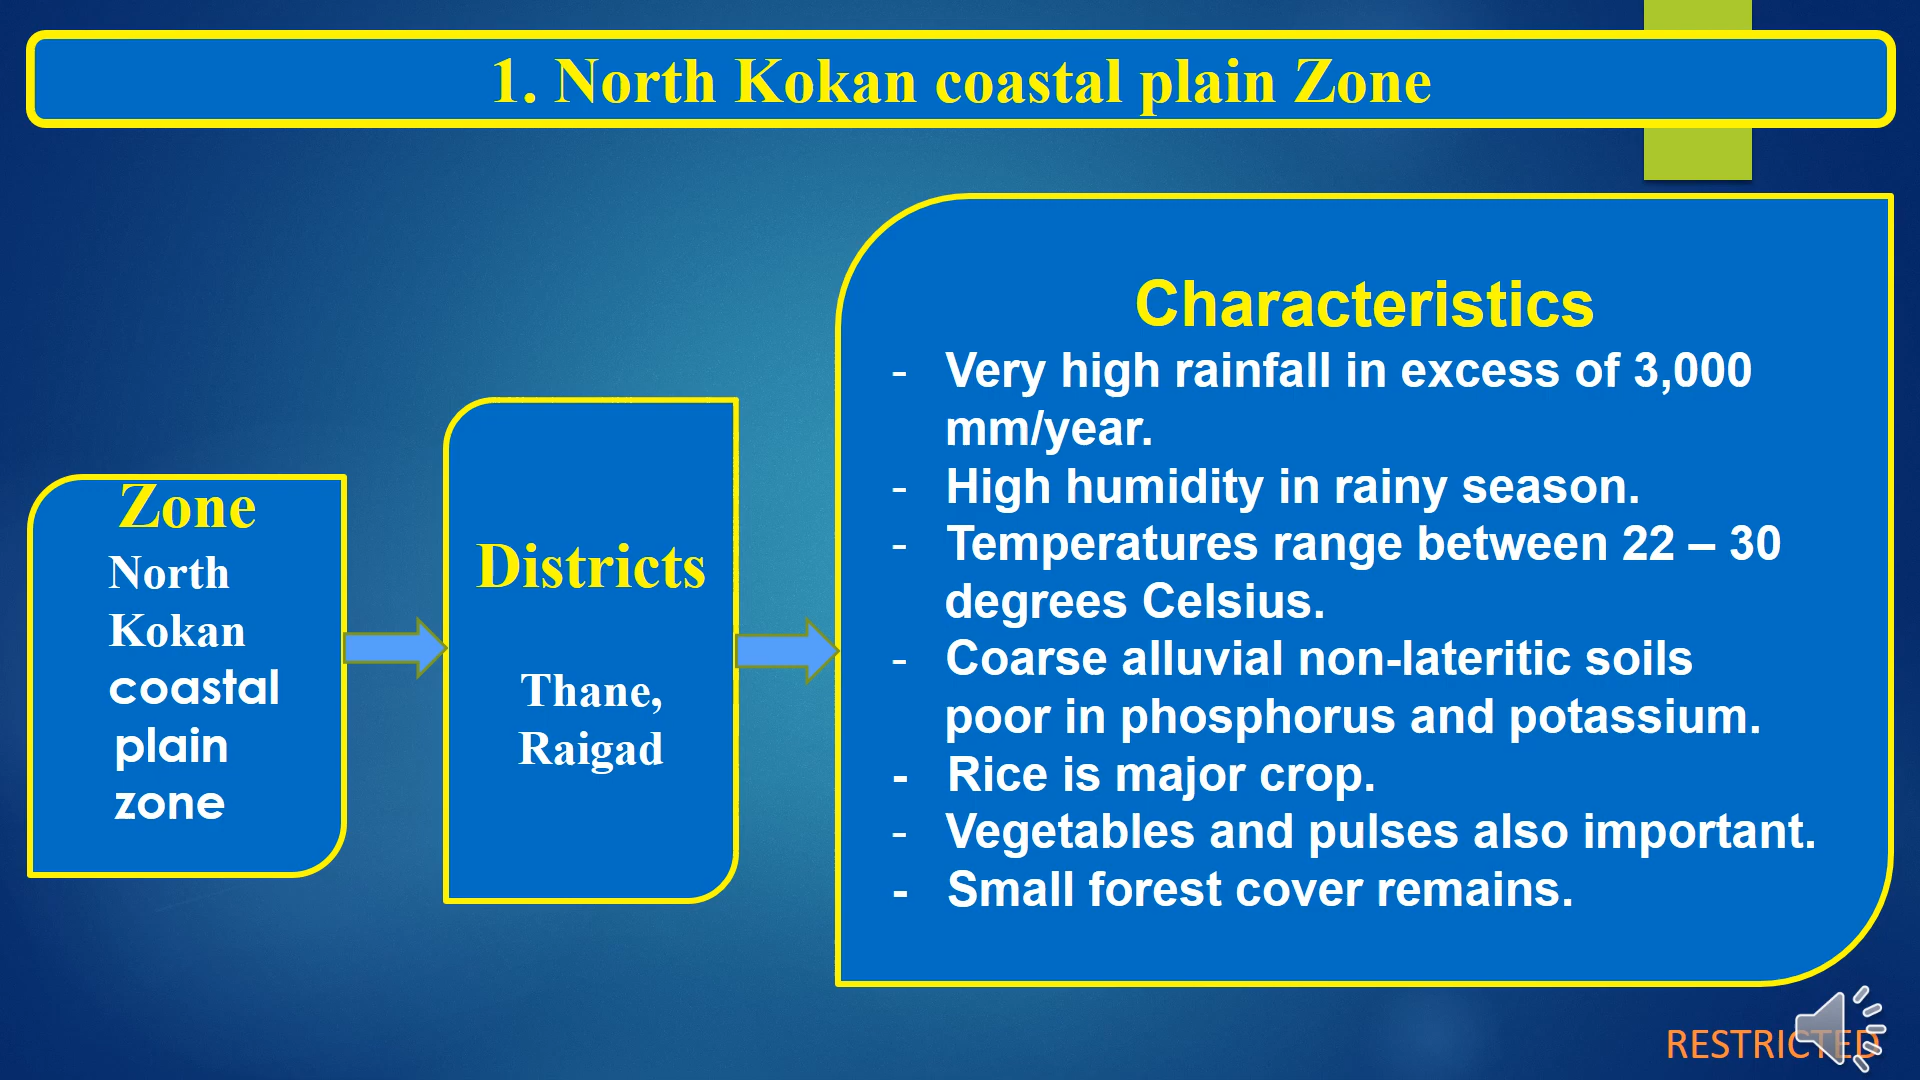 1. North Kokan coastal plain Zone
Zone
North
Kokan
coastal
plain
zone
Districts
Thane,
Raigad
Characteristics
- Very high rainfall in excess of 3,000
mm/year.
- High humidity in rainy season.
- Temperatures range between 22 – 30
degrees Celsius.
- Coarse alluvial non-lateritic soils
poor in phosphorus and potassium.
- Rice is major crop.
- Vegetables and pulses also important.
- Small forest cover remains.
RESTRICTED